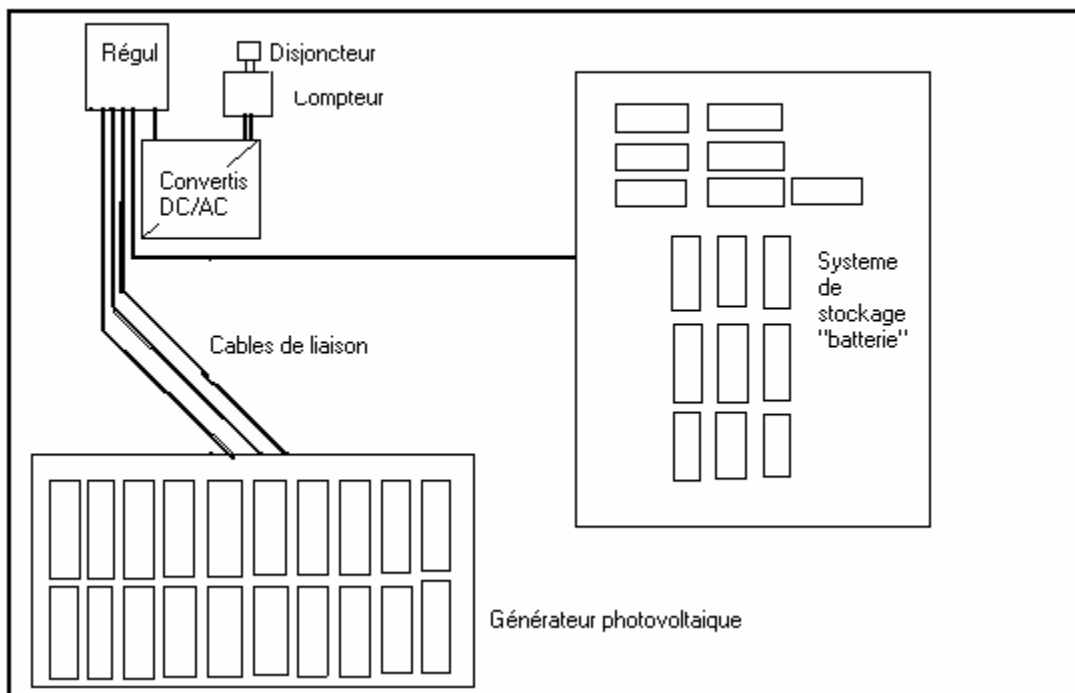 Régul
Disjoncteur
Compteur
Convertis
DC/AC
Systeme
de
stockage
"batterie"
Cables de liaison
Générateur photovoltaique